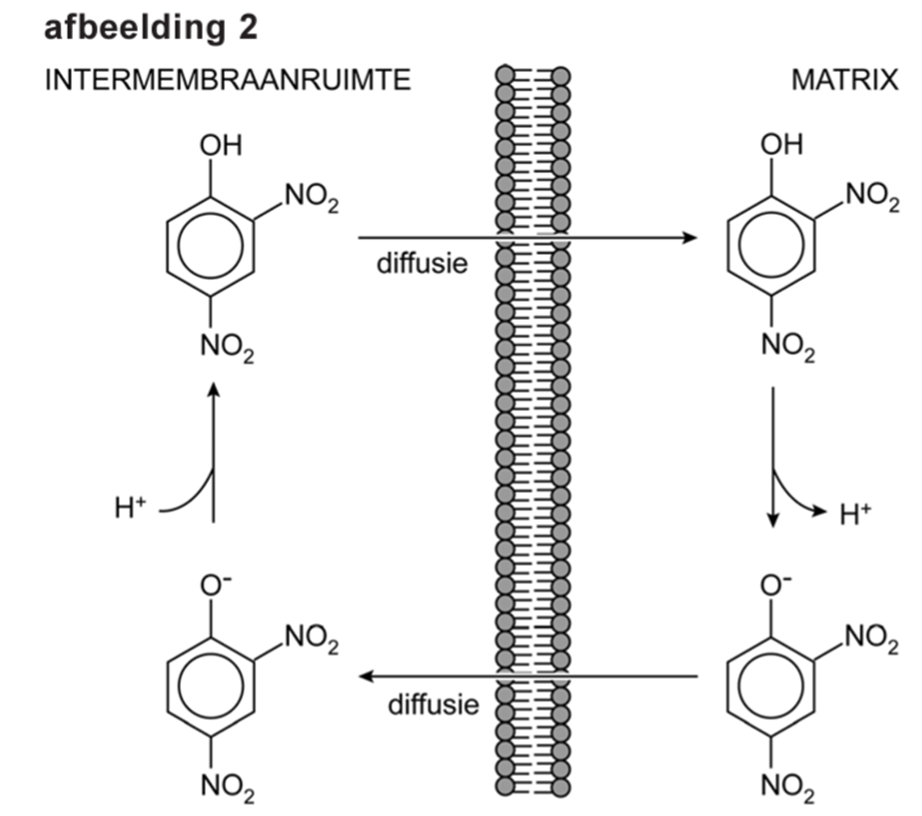 afbeelding 2
INTERMEMBRAANRUIMTE MATRIX
OH OH
NO2 NO2
diffusie
NO2 NO2
H+ H+
O- O-
NO2 NO2
diffusie
NO2 NO2